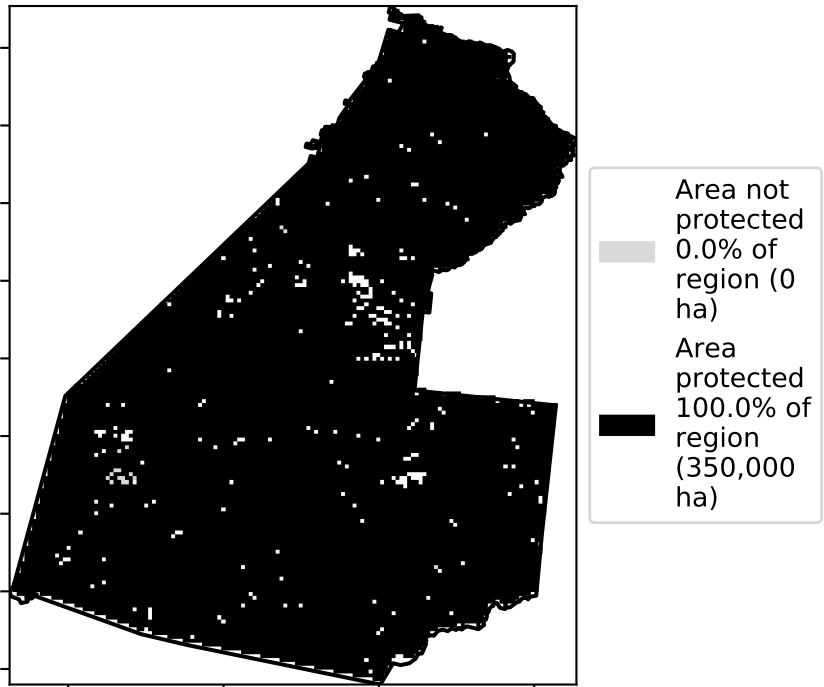 Area not
protected
0.0% of
region (0
ha)
Area
protected
100.0% of
region
(350,000
ha)